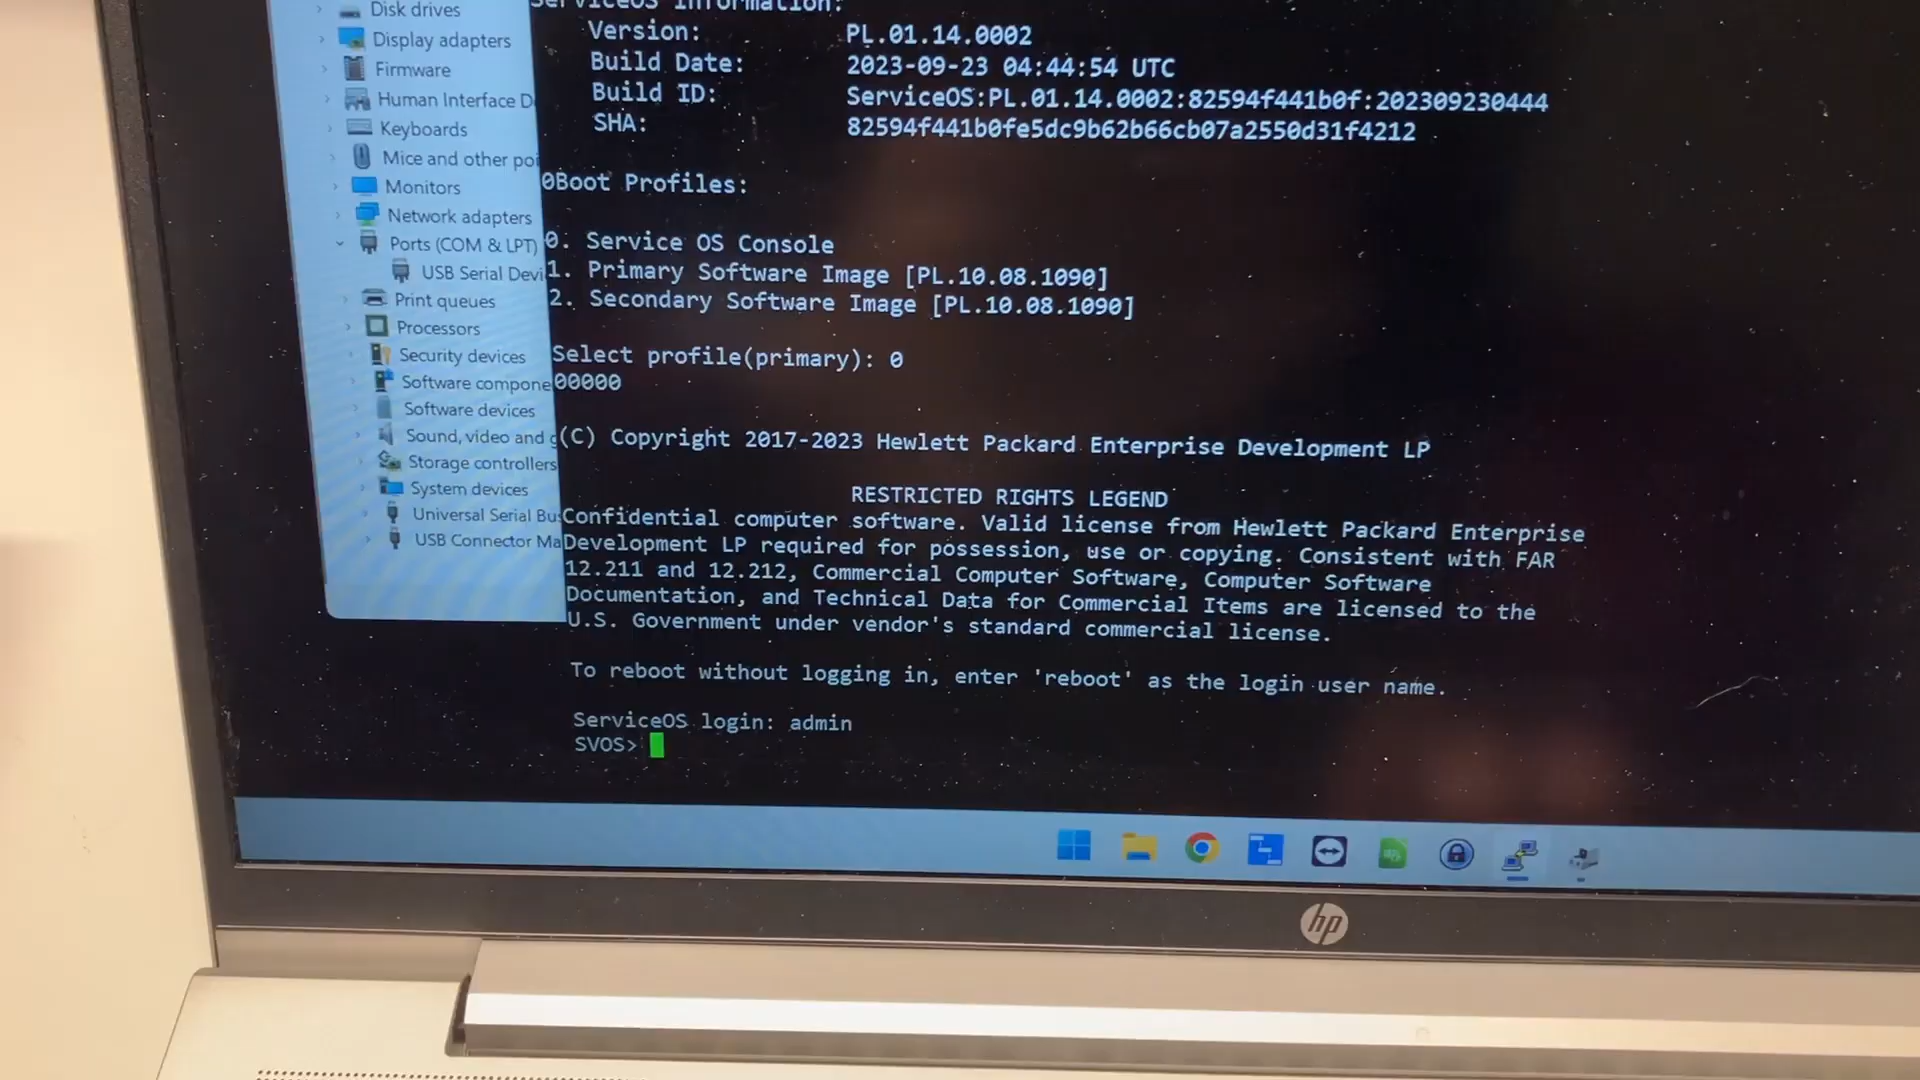 Disk drives
Display adapters
Firmware
Human Interface D
Keyboards
Mice and other poi
Monitors
Network adapters
Ports (COM & LPT)
USB Serial Devi
Print queues
Processors
Security devices
Software compone
Software devices
Sound, video and g
Storage controllers
System devices
Universal Serial Bus
USB Connector Ma
ServiceOS Information:
Version: PL.01.14.0002
Build Date: 2023-09-23 04:44:54 UTC
Build ID: ServiceOS:PL.01.14.0002:82594f441b0f:202309230444
SHA: 82594f441b0fe5dc9b62b66cb07a2550d31f4212
0Boot Profiles:
0. Service OS Console
1. Primary Software Image [PL.10.08.1090]
2. Secondary Software Image [PL.10.08.1090]
Select profile(primary): 0
00000
(C) Copyright 2017-2023 Hewlett Packard Enterprise Development LP
RESTRICTED RIGHTS LEGEND
Confidential computer software. Valid license from Hewlett Packard Enterprise
Development LP required for possession, use or copying. Consistent with FAR
12.211 and 12.212, Commercial Computer Software, Computer Software
Documentation, and Technical Data for Commercial Items are licensed to the
U.S. Government under vendor's standard commercial license.
To reboot without logging in, enter 'reboot' as the login user name.
ServiceOS login: admin
SVOS>
hp